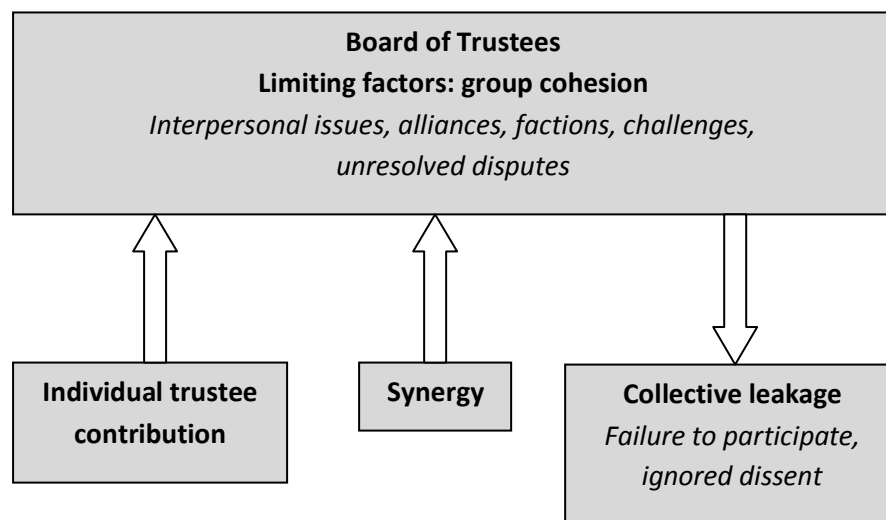 Board of Trustees
Limiting factors: group cohesion
Interpersonal issues, alliances, factions, challenges,
unresolved disputes
Individual trustee
contribution
Synergy
Collective leakage
Failure to participate,
ignored dissent